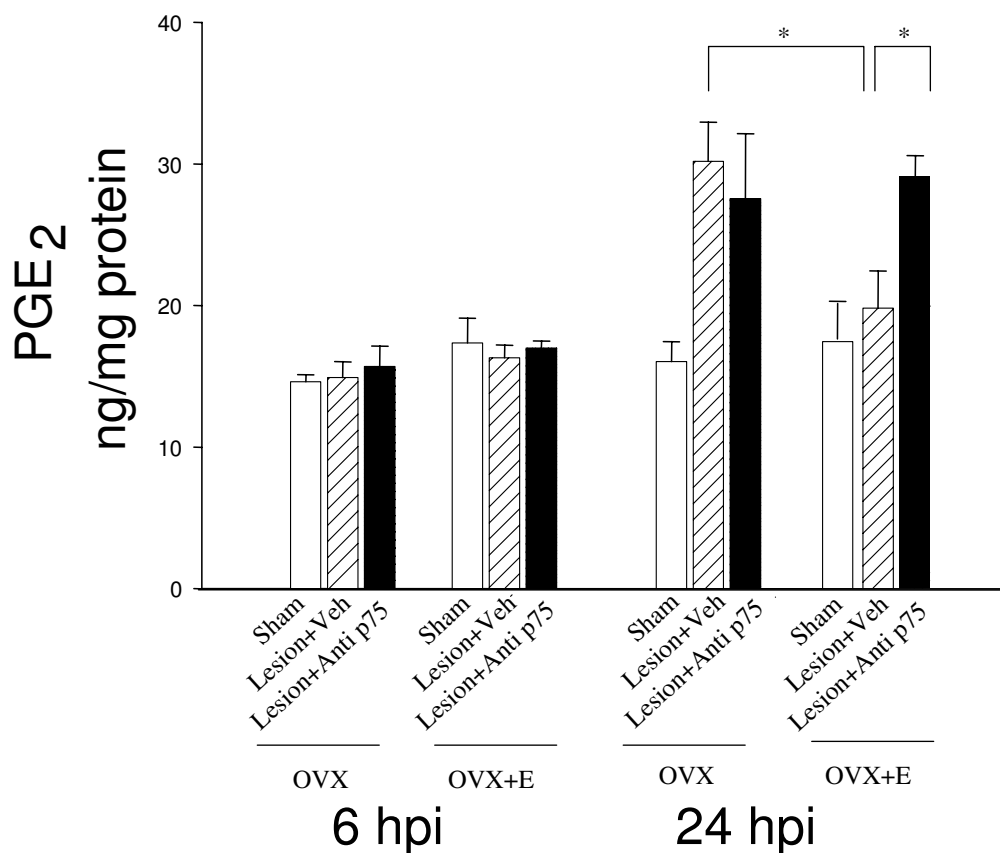 40
30
20
10
0
PGE2
ng/mg protein
*
*
Sham
Lesion+Veh
Lesion+Anti p75
Sham
Lesion+Veh
Lesion+Anti p75
Sham
Lesion+Veh
Lesion+Anti p75
Sham
Lesion+Veh
Lesion+Anti p75
OVX
OVX+E
OVX
OVX+E
6 hpi
24 hpi